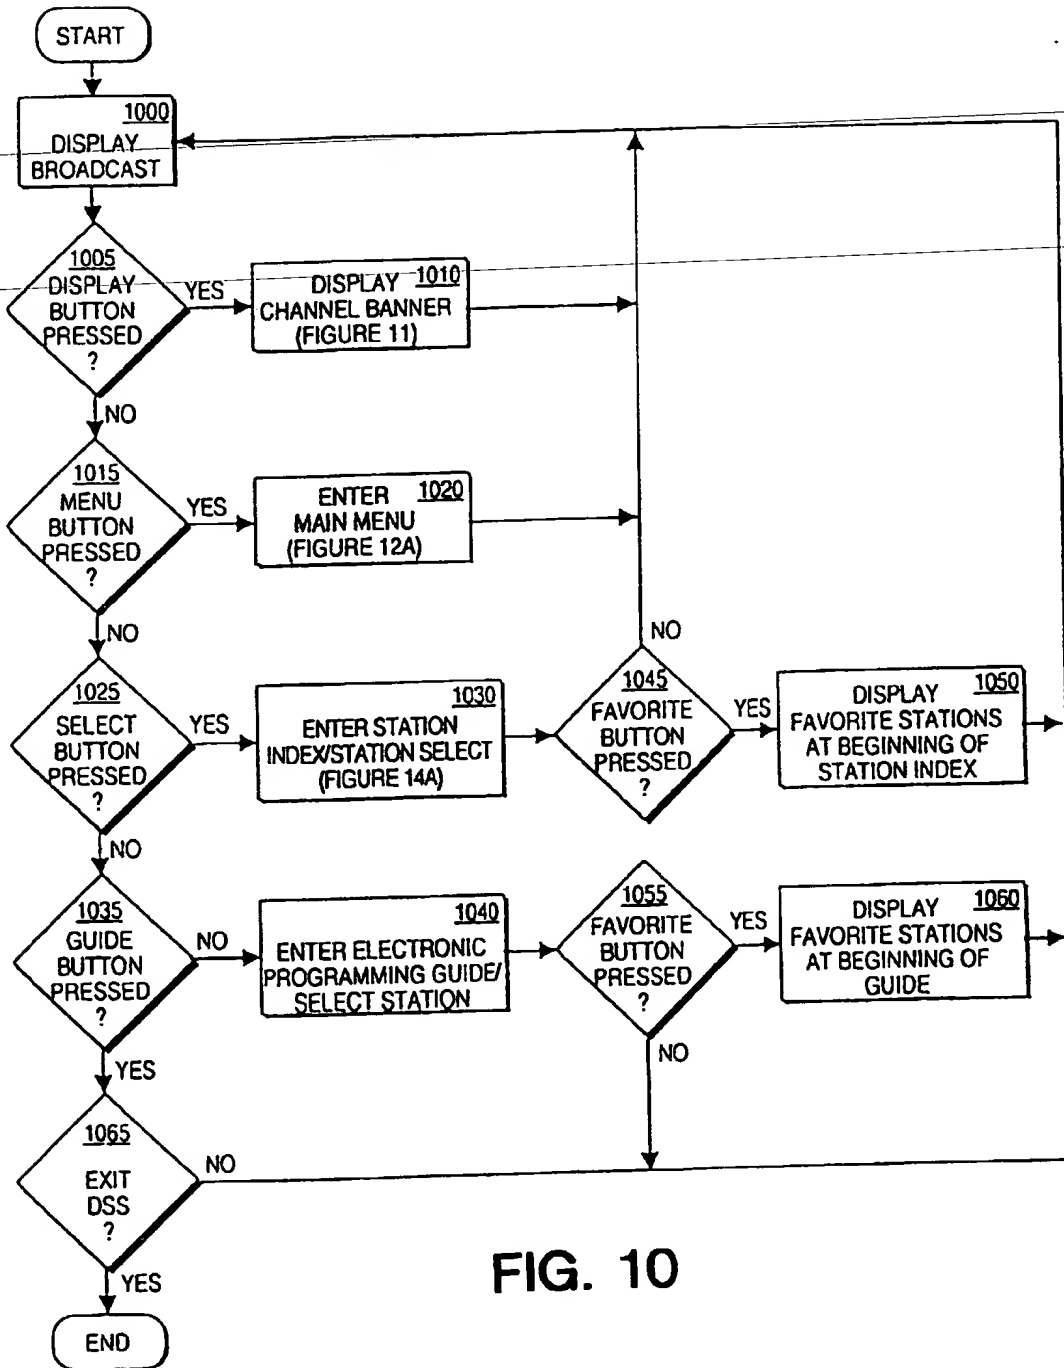 START
1000
DISPLAY
BROADCAST
1005
DISPLAY
BUTTON
PRESSED
?
YES
DISPLAY 1010
CHANNEL BANNER
(FIGURE 11)
NO
1015
MENU
BUTTON
PRESSED
?
YES
ENTER 1020
MAIN MENU
(FIGURE 12A)
NO
1025
SELECT
BUTTON
PRESSED
?
YES
1030
ENTER STATION
INDEX/STATION SELECT
(FIGURE 14A)
NO
1045
FAVORITE
BUTTON
PRESSED
?
YES
DISPLAY 1050
FAVORITE STATIONS
AT BEGINNING OF
STATION INDEX
NO
1035
GUIDE
BUTTON
PRESSED
?
NO
1040
ENTER ELECTRONIC
PROGRAMMING GUIDE/
SELECT STATION
1055
FAVORITE
BUTTON
PRESSED
?
YES
DISPLAY 1060
FAVORITE STATIONS
AT BEGINNING OF
GUIDE
NO
YES
1065
EXIT
DSS
?
NO
YES
END
FIG. 10